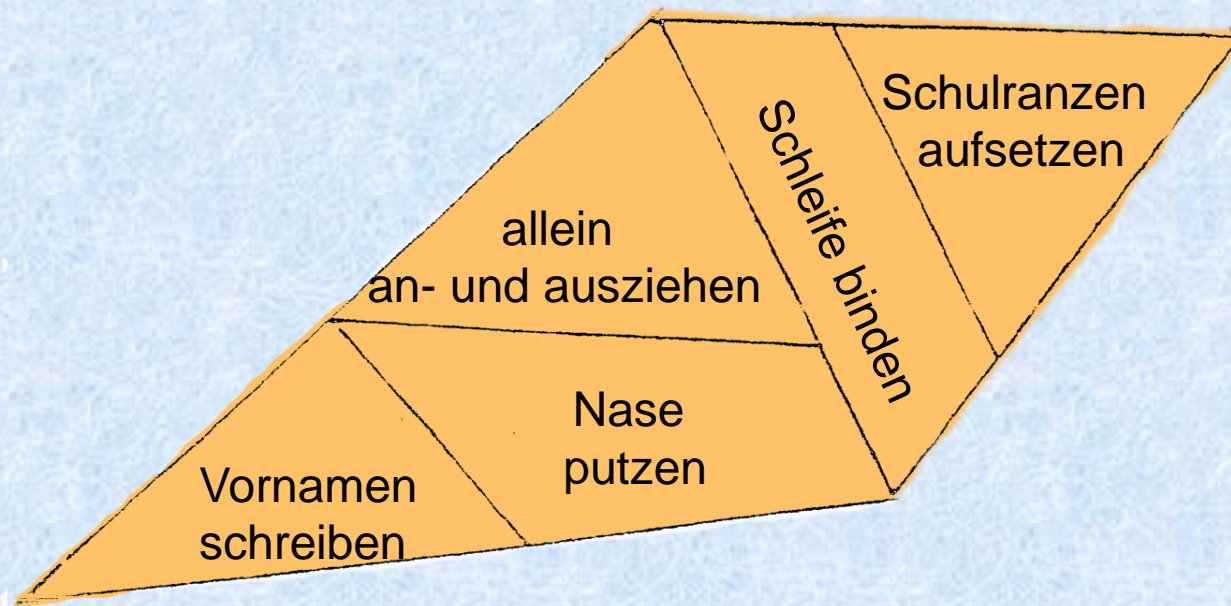 Schulranzen
aufsetzen
Schleife binden
allein
an- und ausziehen
Nase
putzen
Vornamen
schreiben